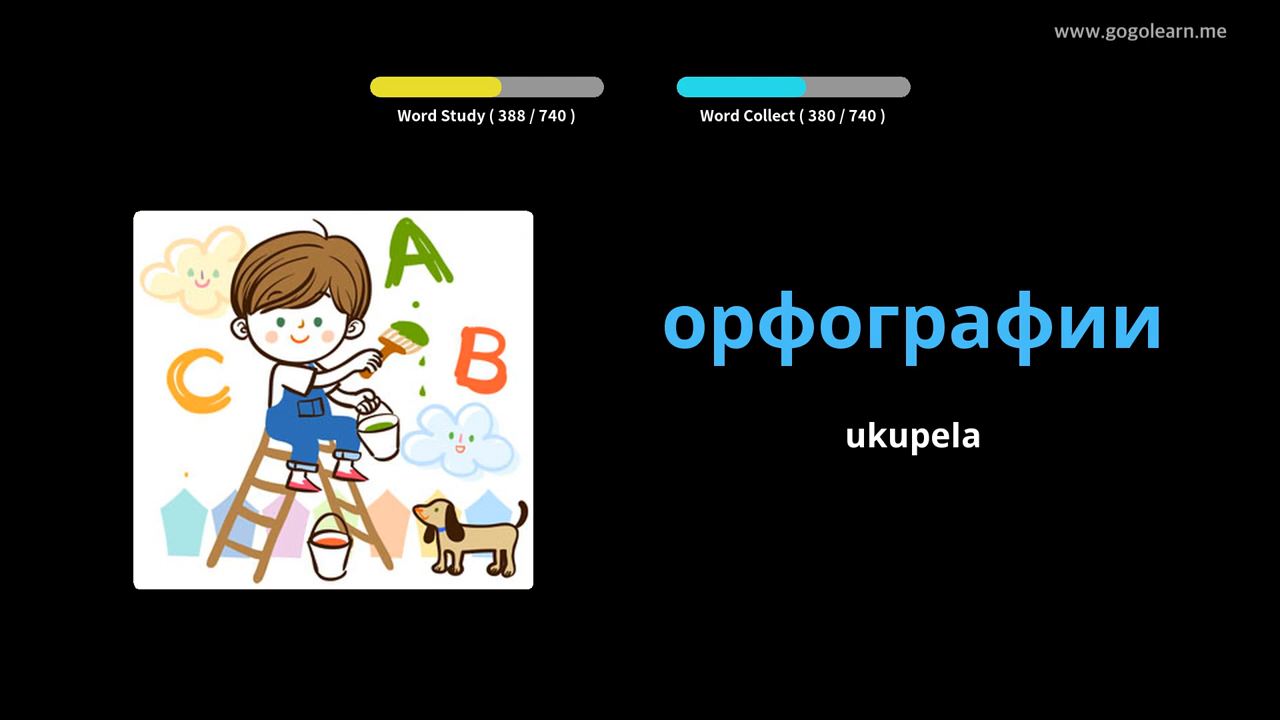 www.gogolearn.me
Word Study ( 388 / 740 )
Word Collect ( 380 / 740 )
A
B
C
орфографии
ukupela